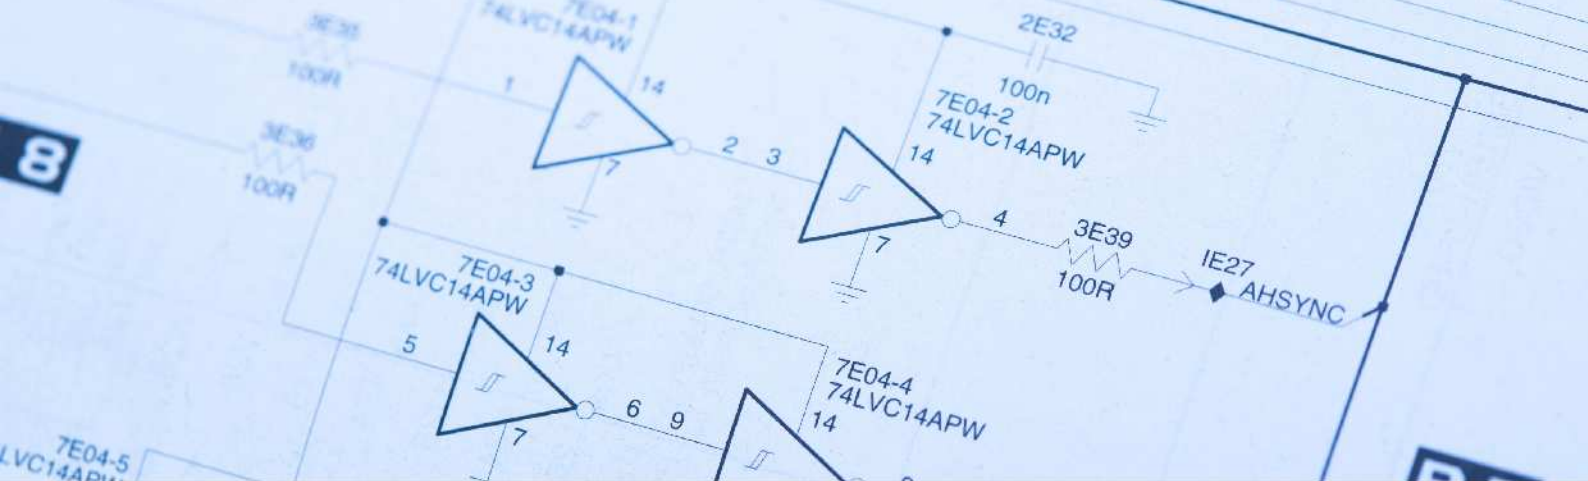 7E04-1
74LVC14APW
3E35
100R
1
14
7
2
3
2E32
100n
7E04-2
74LVC14APW
14
7
4
3E39
100R
IE27
AHSYNC
8
3E36
100R
7E04-3
74LVC14APW
5
14
7
6
9
7E04-4
74LVC14APW
14
7E04-5
LVC14APW